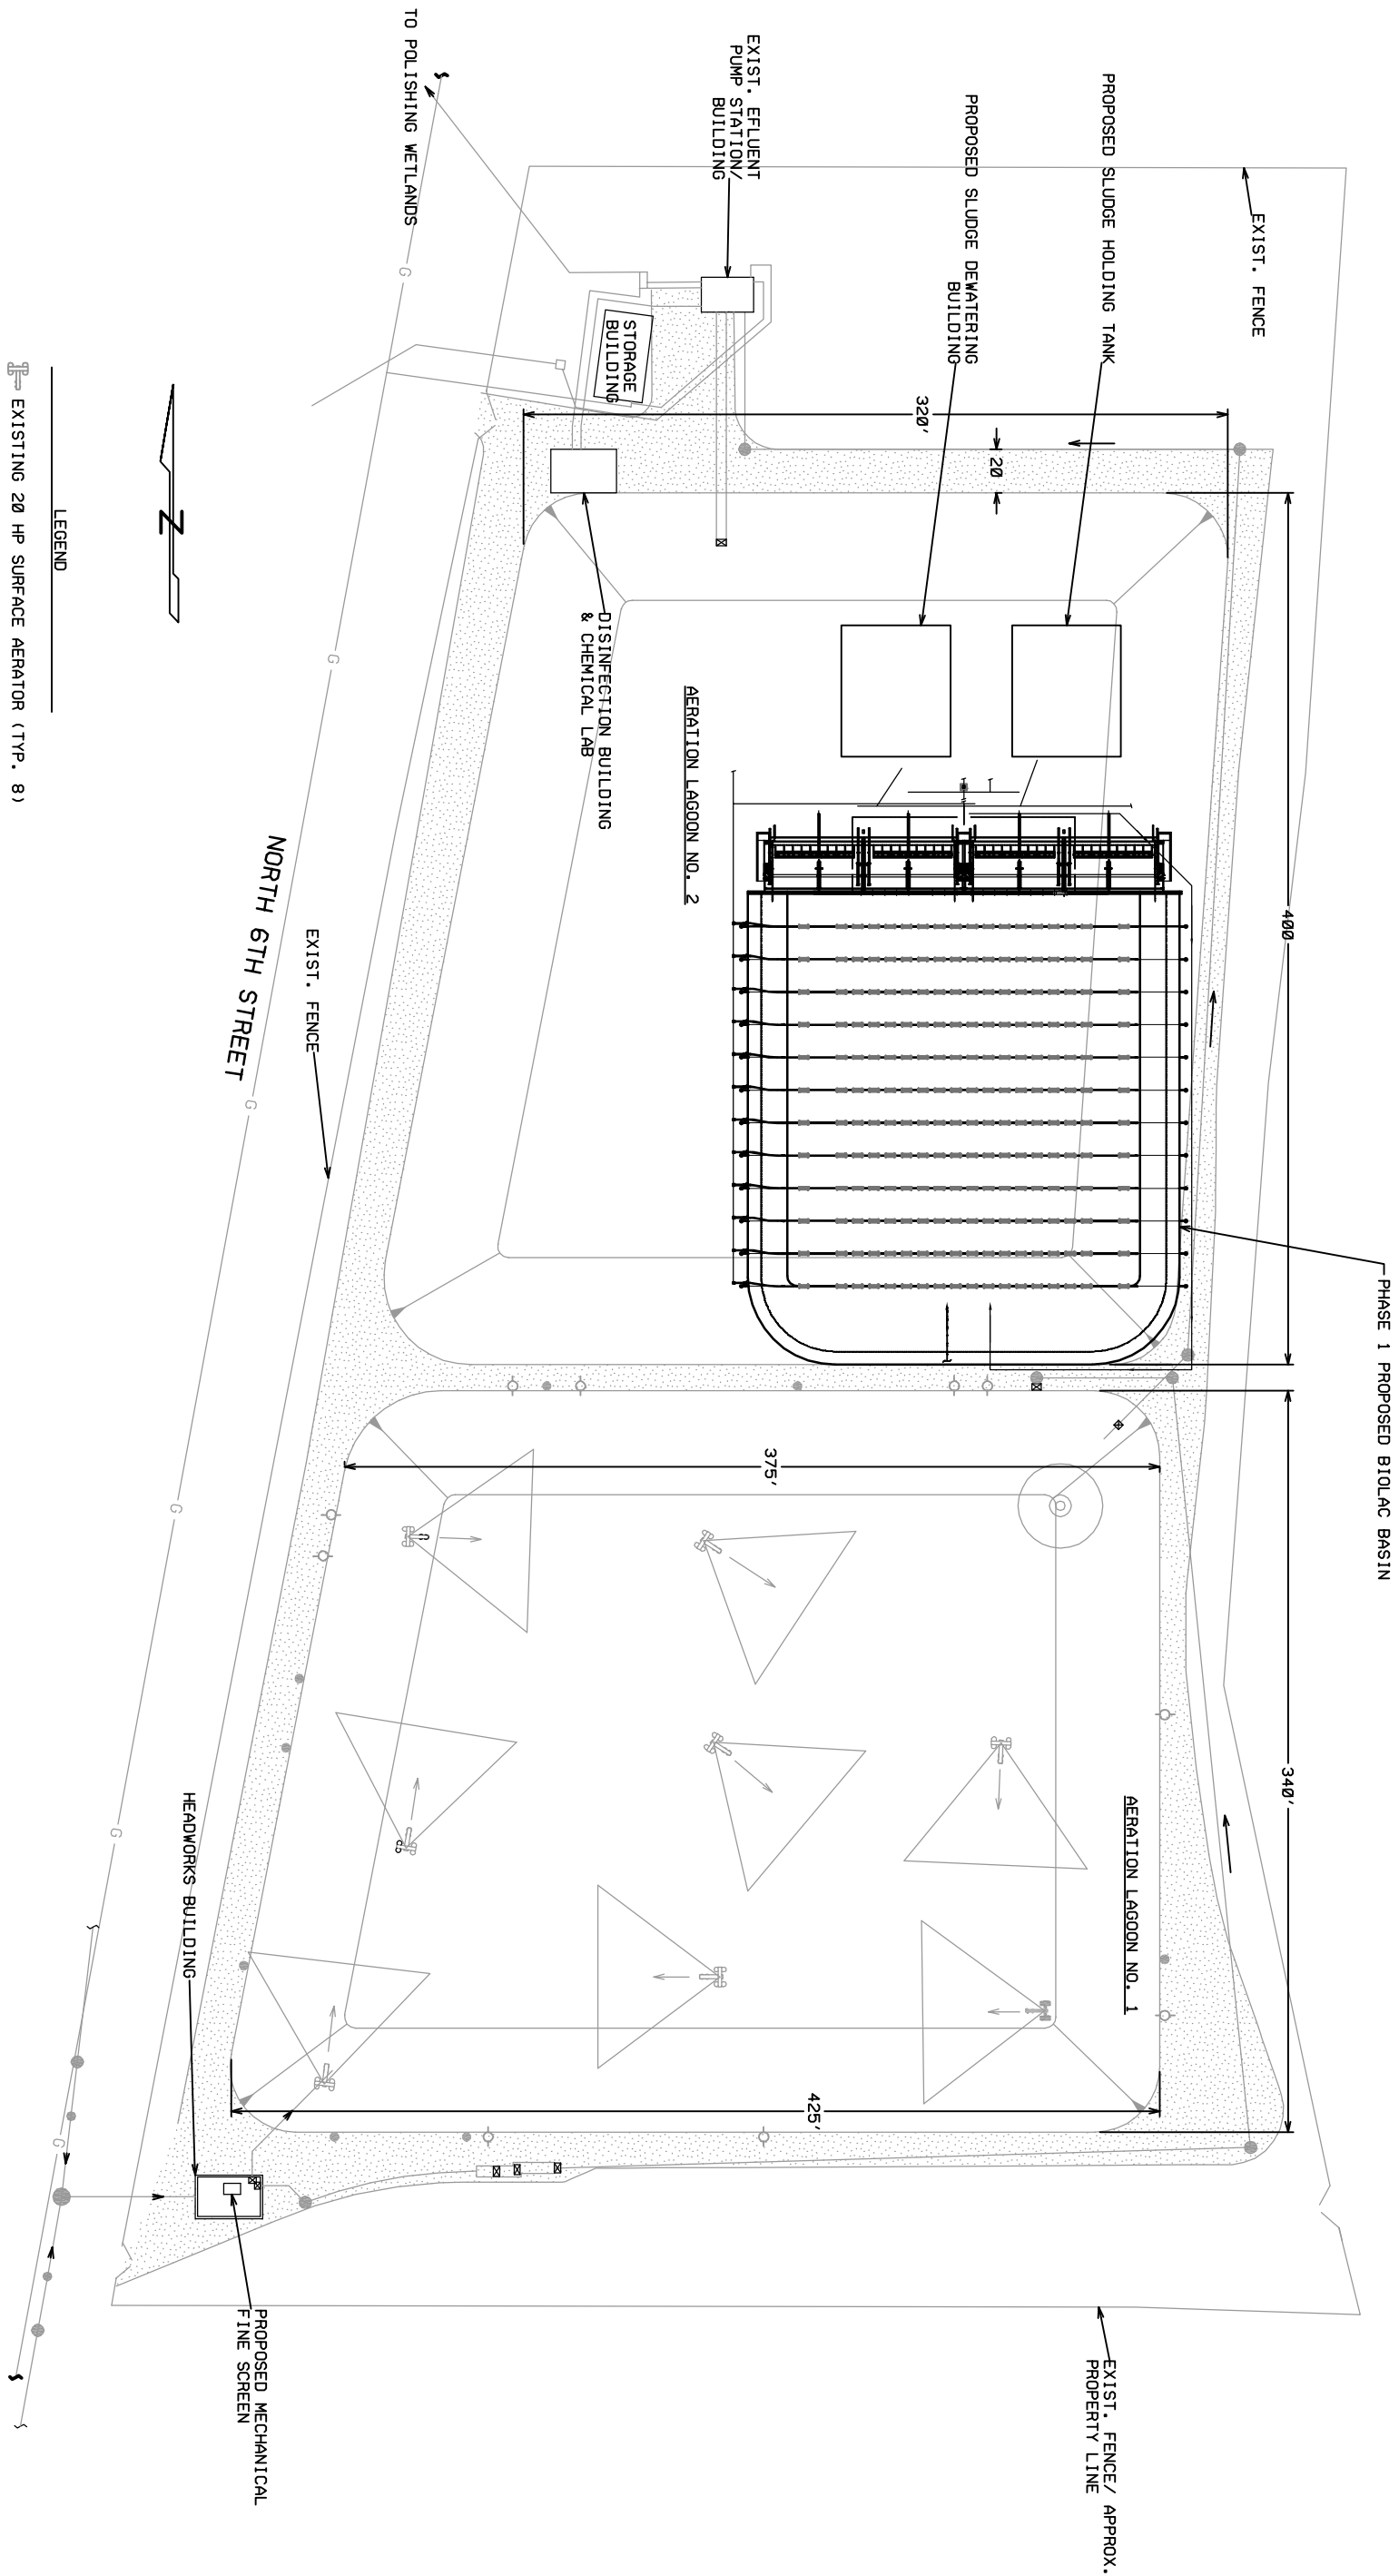 TO POLISHING WETLANDS
EXIST. EFLUENT
PUMP STATION/
BUILDING
PROPOSED SLUDGE DEWATERING
BUILDING
PROPOSED SLUDGE HOLDING TANK
EXIST. FENCE
STORAGE
BUILDING
320'
20
400
DISINFECTION BUILDING
& CHEMICAL LAB
AERATION LAGOON NO. 2
LEGEND
EXISTING 20 HP SURFACE AERATOR (TYP. 8)
N
G
G
NORTH 6TH STREET
G
EXIST. FENCE
PHASE 1 PROPOSED BIOLAC BASIN
375'
340'
G
G
AERATION LAGOON NO. 1
HEADWORKS BUILDING
425'
G
PROPOSED MECHANICAL
FINE SCREEN
EXIST. FENCE/ APPROX.
PROPERTY LINE